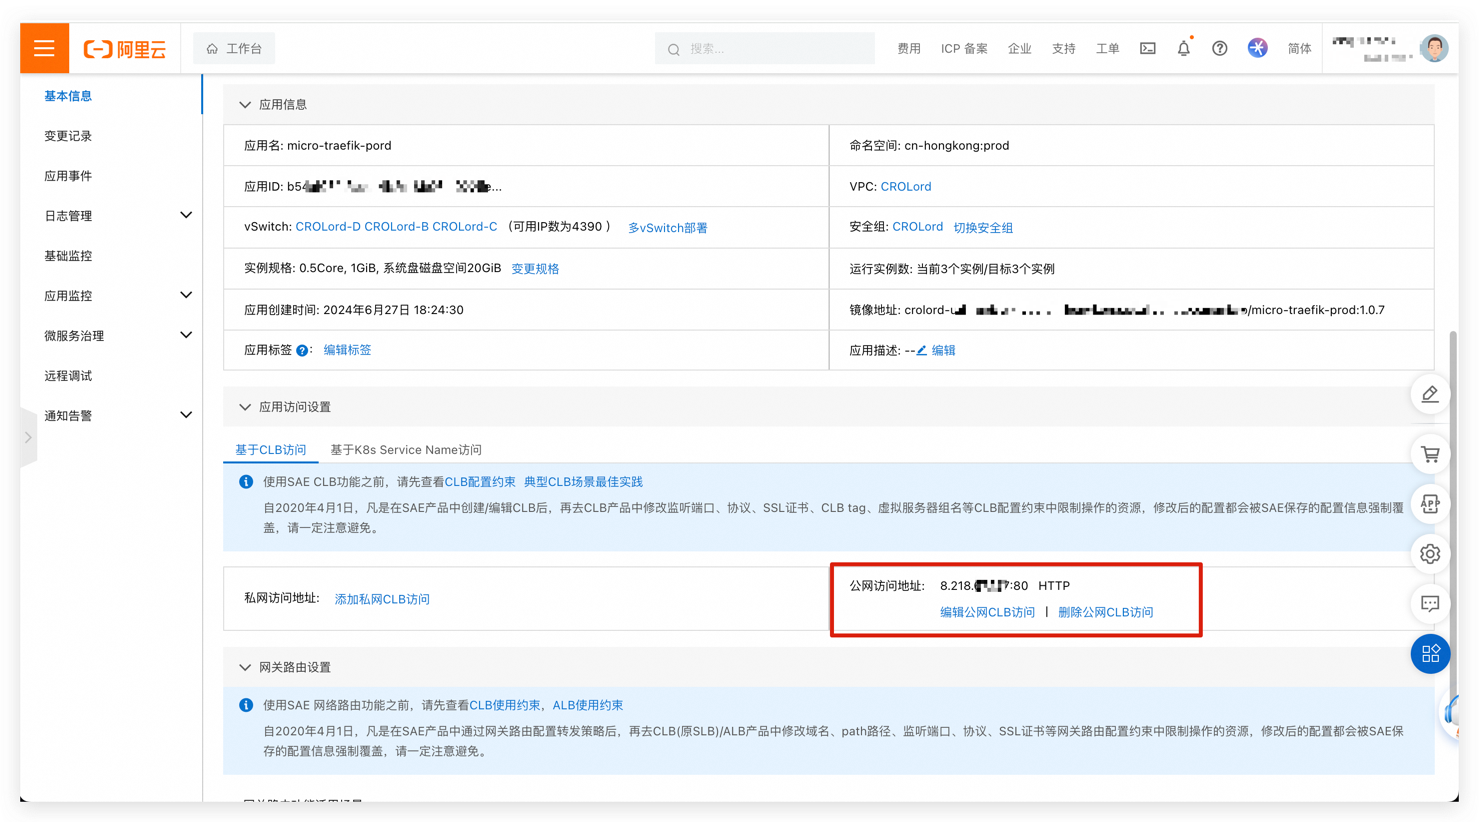 阿里云
工作台
搜索...
费用
ICP 备案
企业
支持
工单
简体
基本信息
变更记录
应用事件
日志管理
基础监控
应用监控
微服务治理
远程调试
通知告警
应用信息
应用名: micro-traefik-pord
命名空间: cn-hongkong:prod
应用ID: b54
VPC: CROLord
vSwitch: CROLord-D CROLord-B CROLord-C （可用IP数为4390 ） 多vSwitch部署
安全组: CROLord 切换安全组
实例规格: 0.5Core, 1GiB, 系统盘磁盘空间20GiB 变更规格
运行实例数: 当前3个实例/目标3个实例
应用创建时间: 2024年6月27日 18:24:30
镜像地址: crolord- /micro-traefik-prod:1.0.7
应用标签 : 编辑标签
应用描述: -- 编辑
应用访问设置
基于CLB访问
基于K8s Service Name访问
使用SAE CLB功能之前，请先查看CLB配置约束 典型CLB场景最佳实践
自2020年4月1日，凡是在SAE产品中创建/编辑CLB后，再去CLB产品中修改监听端口、协议、SSL证书、CLB tag、虚拟服务器组名等CLB配置约束中限制操作的资源，修改后的配置都会被SAE保存的配置信息强制覆
盖，请一定注意避免。
私网访问地址: 添加私网CLB访问
公网访问地址: 8.218. :80 HTTP
编辑公网CLB访问 | 删除公网CLB访问
网关路由设置
使用SAE 网络路由功能之前，请先查看CLB使用约束，ALB使用约束
自2020年4月1日，凡是在SAE产品中通过网关路由配置转发策略后，再去CLB(原SLB)/ALB产品中修改域名、path路径、监听端口、协议、SSL证书等网关路由配置约束中限制操作的资源，修改后的配置都会被SAE保
存的配置信息强制覆盖，请一定注意避免。